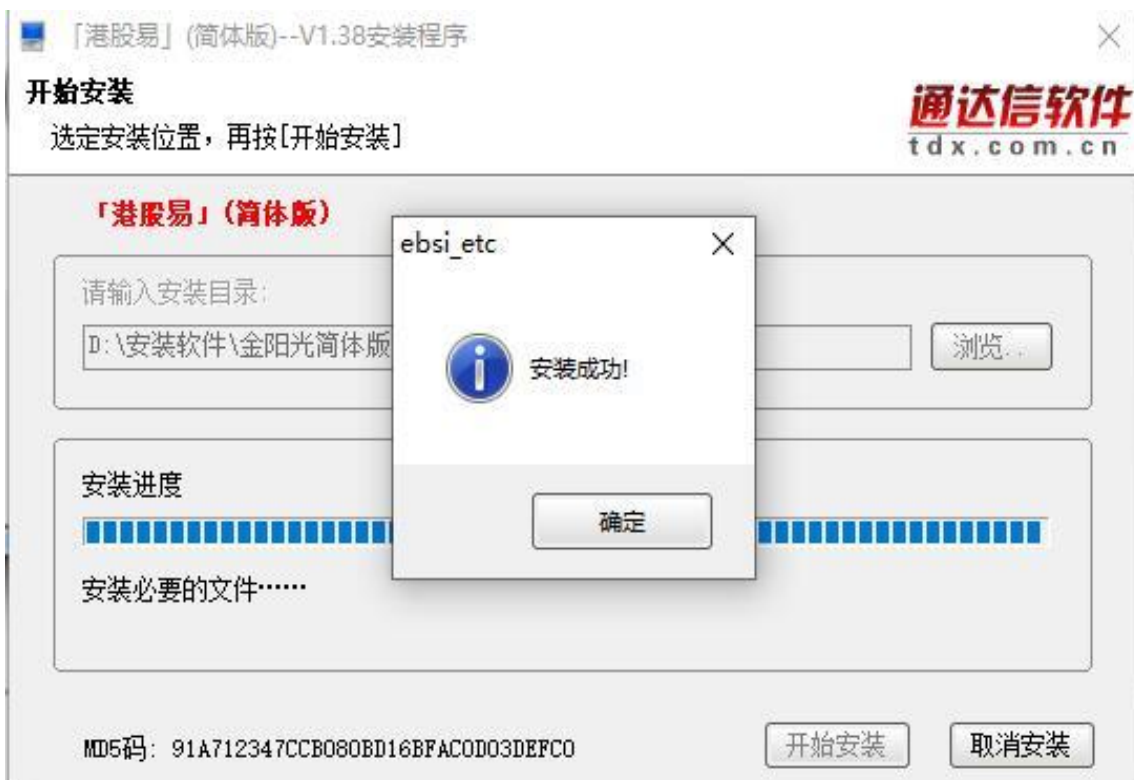 「港股易」(简体版)--V1.38安装程序
开始安装
选定安装位置，再按[开始安装]
通达信软件
tdx.com.cn
「港股易」(简体版)
请输入安装目录:
D:\安装软件\金阳光简体版
浏览..
ebsi_etc
安装成功!
确定
安装进度
安装必要的文件……
MD5码: 91A712347CCB080BD16BFAC0D03DEFC0
开始安装
取消安装